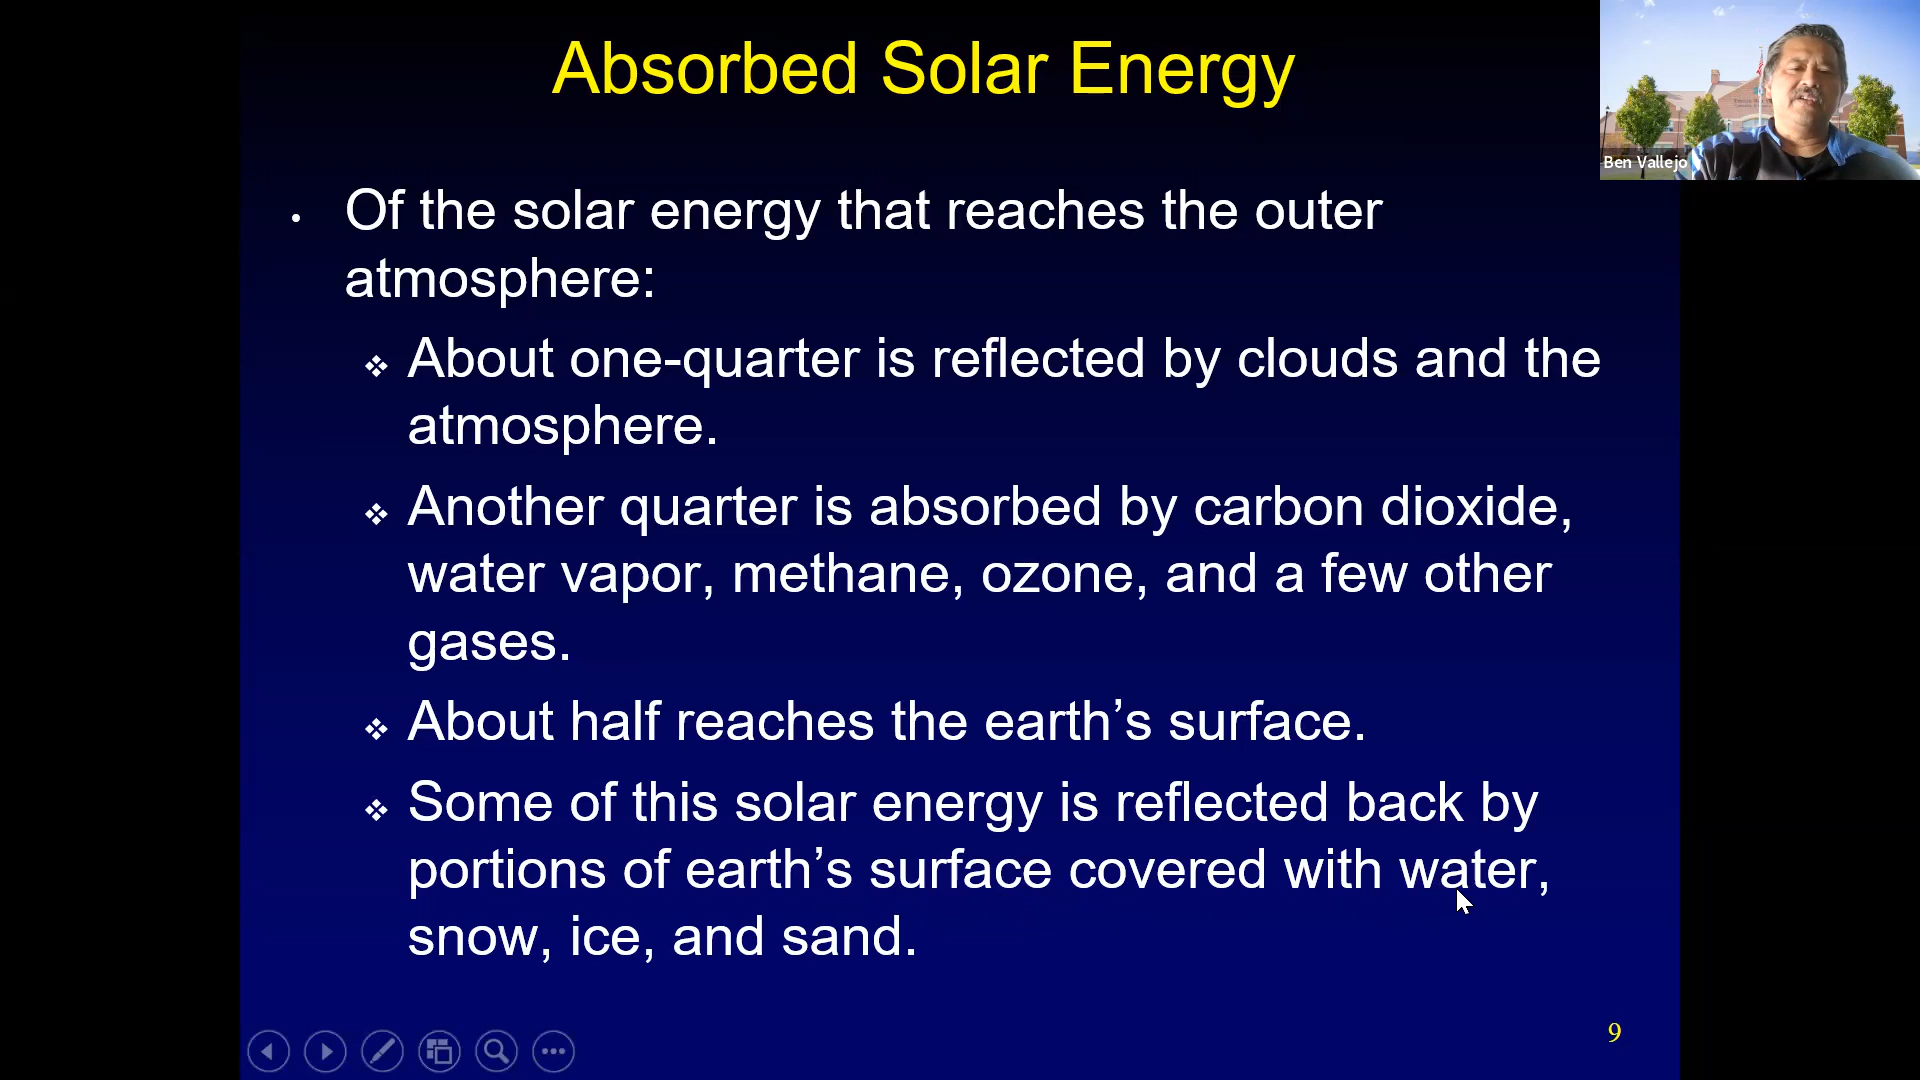 Absorbed Solar Energy
Ben Vallejo
• Of the solar energy that reaches the outer
atmosphere:
❖ About one-quarter is reflected by clouds and the
atmosphere.
❖ Another quarter is absorbed by carbon dioxide,
water vapor, methane, ozone, and a few other
gases.
❖ About half reaches the earth’s surface.
❖ Some of this solar energy is reflected back by
portions of earth’s surface covered with water,
snow, ice, and sand.
9